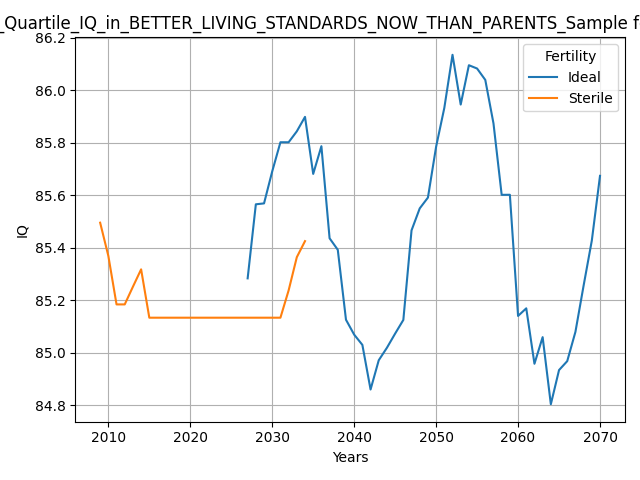 _Quartile_IQ_in_BETTER_LIVING_STANDARDS_NOW_THAN_PARENTS_Sample f
86.2
86.0
85.8
85.6
85.4
85.2
85.0
84.8
IQ
Fertility
Ideal
Sterile
2010 2020 2030 2040 2050 2060 2070
Years